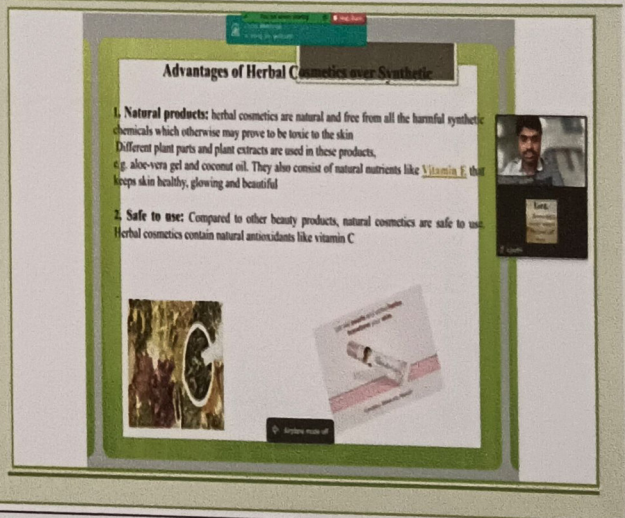 Advantages of Herbal Cosmetics over Synthetic
1. Natural products: herbal cosmetics are natural and free from all the harmful synthetic
chemicals which otherwise may prove to be toxic to the skin
Different plant parts and plant extracts are used in these products,
e.g. aloe-vera gel and coconut oil. They also consist of natural nutrients like Vitamin E that
keeps skin healthy, glowing and beautiful
2. Safe to use: Compared to other beauty products, natural cosmetics are safe to use.
Herbal cosmetics contain natural antioxidants like vitamin C
Airplane mode off